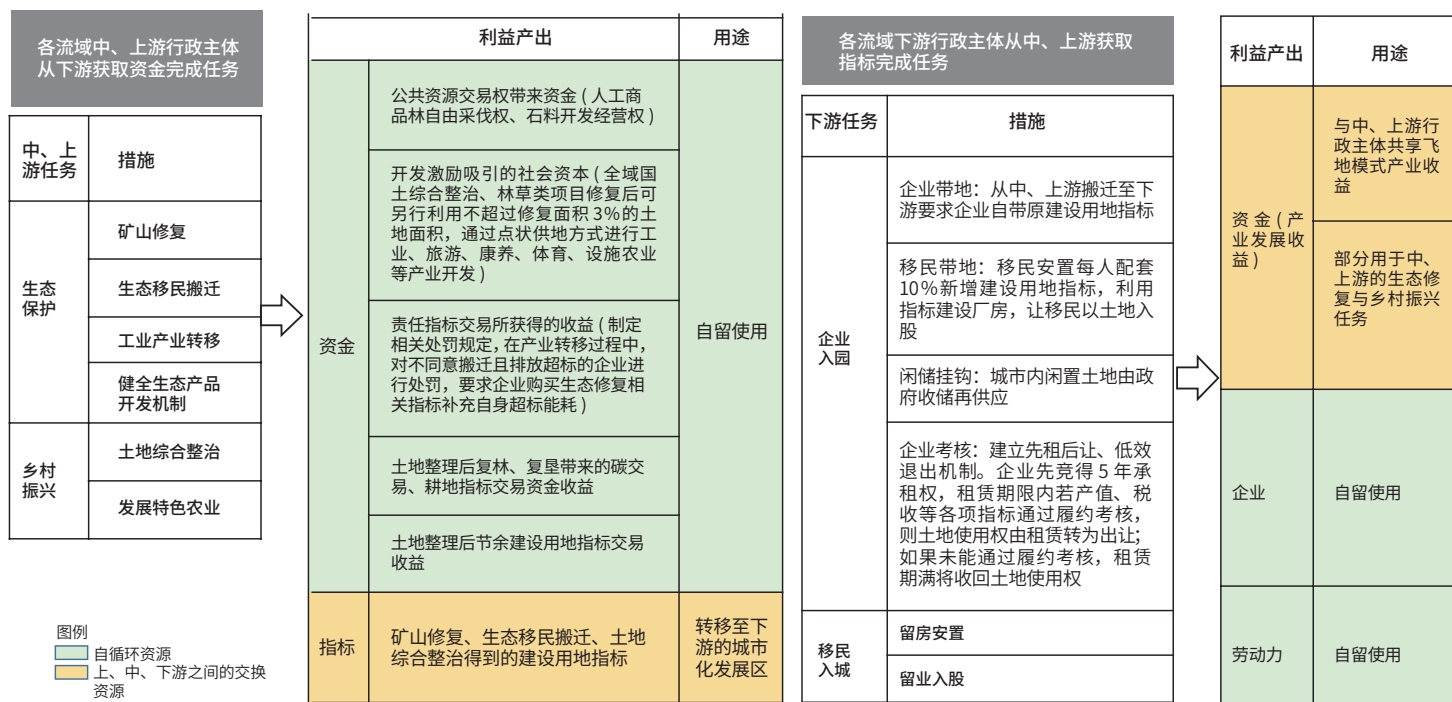 各流域中、上游行政主体
从下游获取资金完成任务
中、上
游任务
措施
生态
保护
矿山修复
生态移民搬迁
工业产业转移
健全生态产品
开发机制
乡村
振兴
土地综合整治
发展特色农业
图例
自循环资源
上、中、下游之间的交换
资源
利益产出
用途
资金
公共资源交易权带来资金（人工商
品林自由采伐权、石料开发经营权）
开发激励吸引的社会资本（全域国
土综合整治、林草类项目修复后可
另行利用不超过修复面积 3%的土
地面积，通过点状供地方式进行工
业、旅游、康养、体育、设施农业
等产业开发）
责任指标交易所获得的收益（制定
相关处罚规定，在产业转移过程中，
对不同意搬迁且排放超标的企业进
行处罚，要求企业购买生态修复相
关指标补充自身超标能耗）
土地整理后复林、复垦带来的碳交
易、耕地指标交易资金收益
土地整理后节余建设用地指标交易
收益
自留使用
指标
矿山修复、生态移民搬迁、土地
综合整治得到的建设用地指标
转移至下
游的城市
化发展区
各流域下游行政主体从中、上游获取
指标完成任务
下游任务
措施
企业
入园
企业带地：从中、上游搬迁至下
游要求企业自带原建设用地指标
移民带地：移民安置每人配套
10%新增建设用地指标，利用
指标建设厂房，让移民以土地入
股
闲储挂钩：城市内闲置土地由政
府收储再供应
企业考核：建立先租后让、低效
退出机制。企业先竞得 5 年承
租权，租赁期限内若产值、税
收等各项指标通过履约考核，
则土地使用权由租赁转为出让；
如果未能通过履约考核，租赁
期满将收回土地使用权
移民
入城
留房安置
留业入股
利益产出
用途
资金（产
业发展收
益）
与中、上游行
政主体共享飞
地模式产业收
益
部分用于中、
上游的生态修
复与乡村振兴
任务
企业
自留使用
劳动力
自留使用